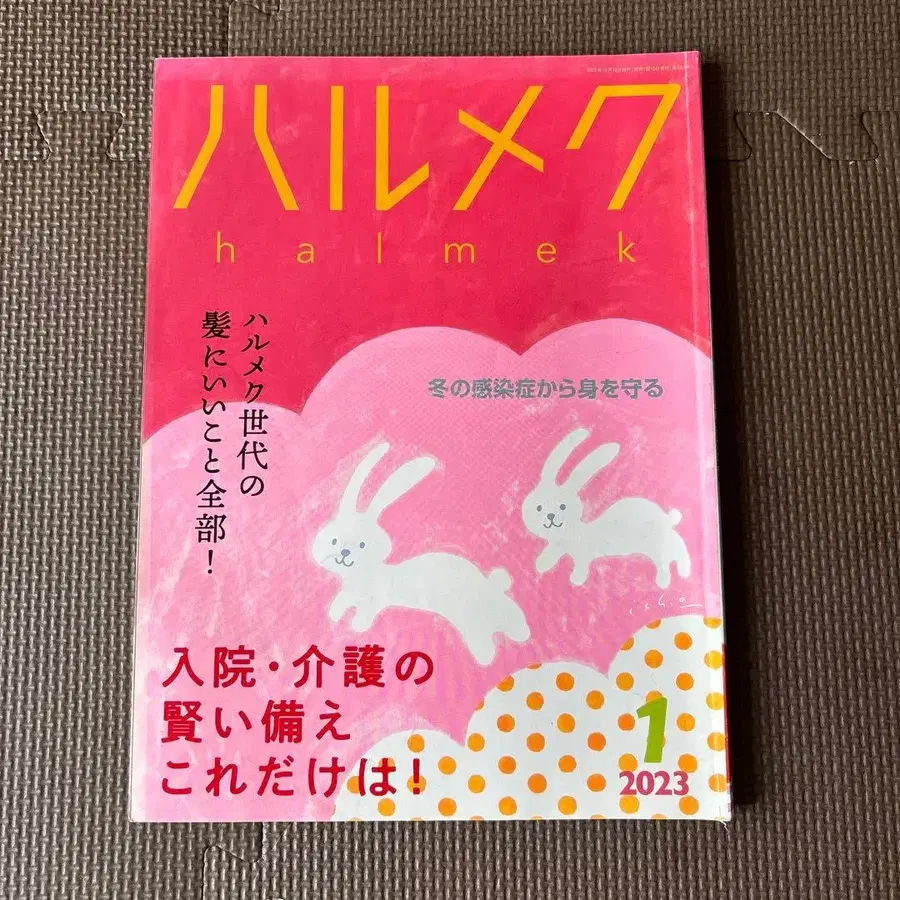 ハルメク
halmek
冬の感染症から身を守る
ハルメク世代の
髪にいいこと全部！
入院・介護の
賢い備え
これだけは！
1
2023